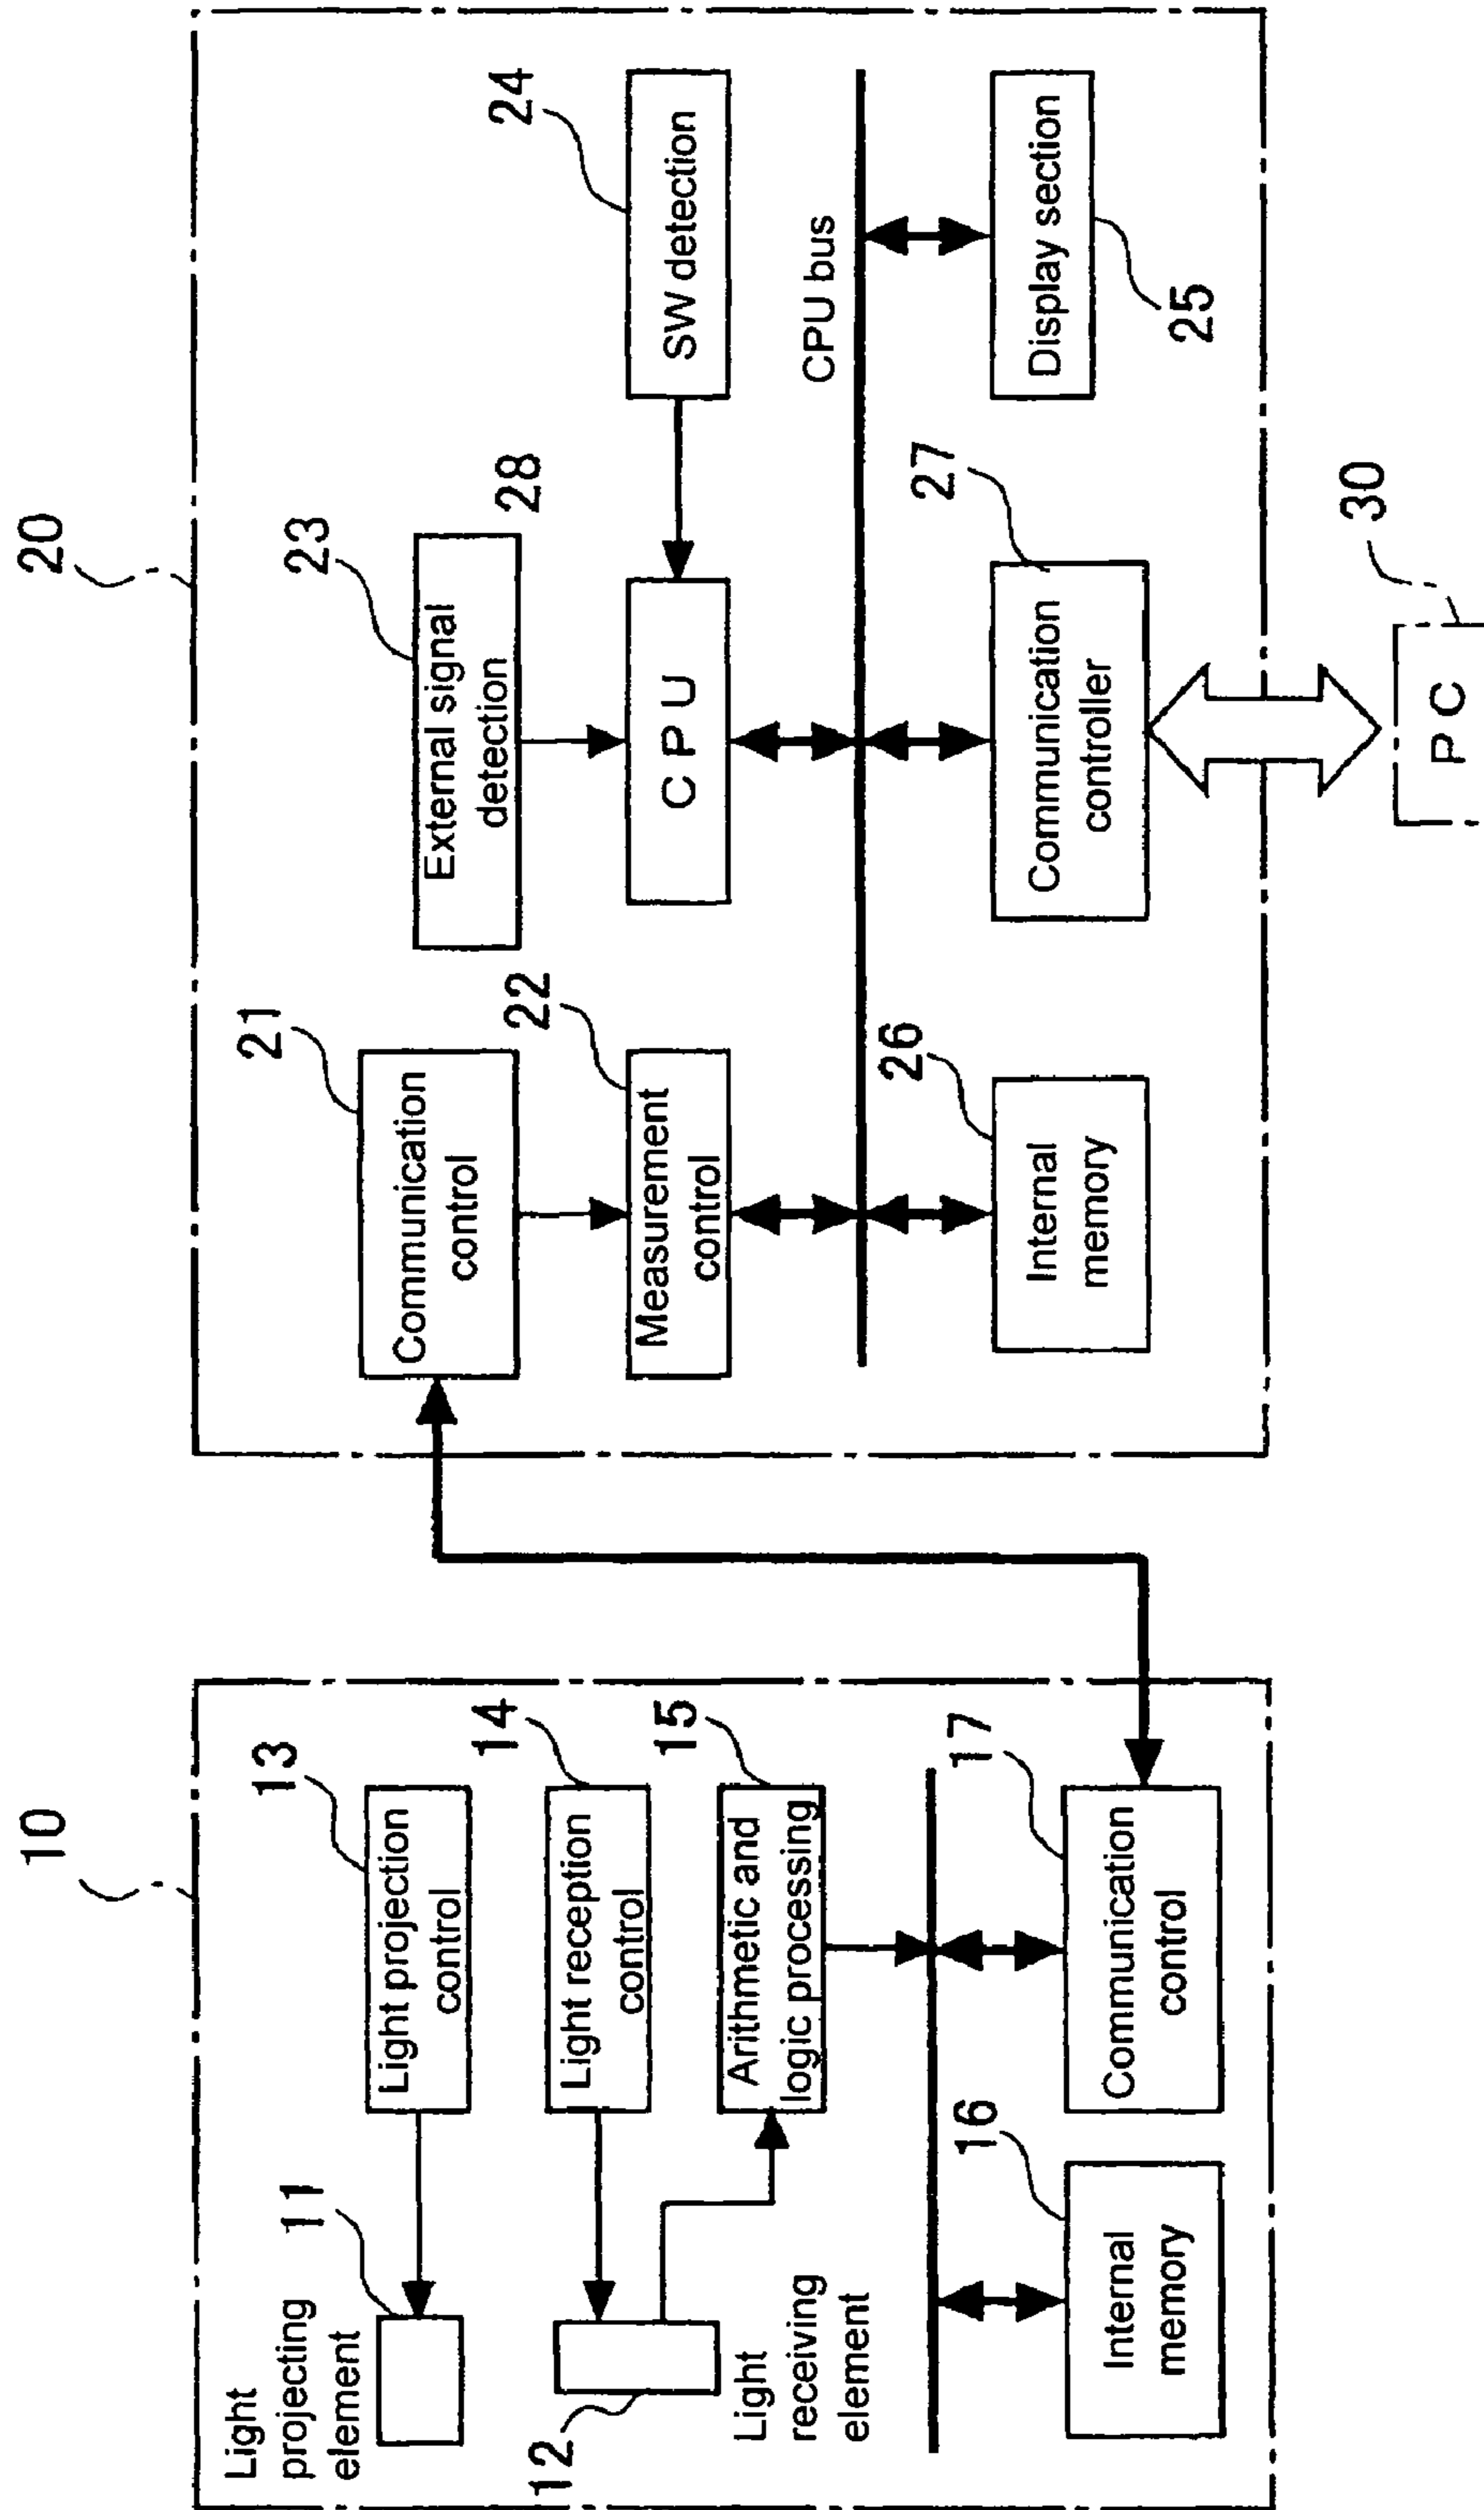 10
Light
projecting
element
11
13
Light projection
control
14
Light reception
control
12
Light
receiving
element
15
Arithmetic and
logic processing
16
Internal
memory
17
Communication
control
20
21
Communication
control
22
Measurement
control
23
External signal
detection
28
C P U
24
SW detection
CPU bus
26
Internal
memory
27
Communication
controller
25
Display section
30
P C